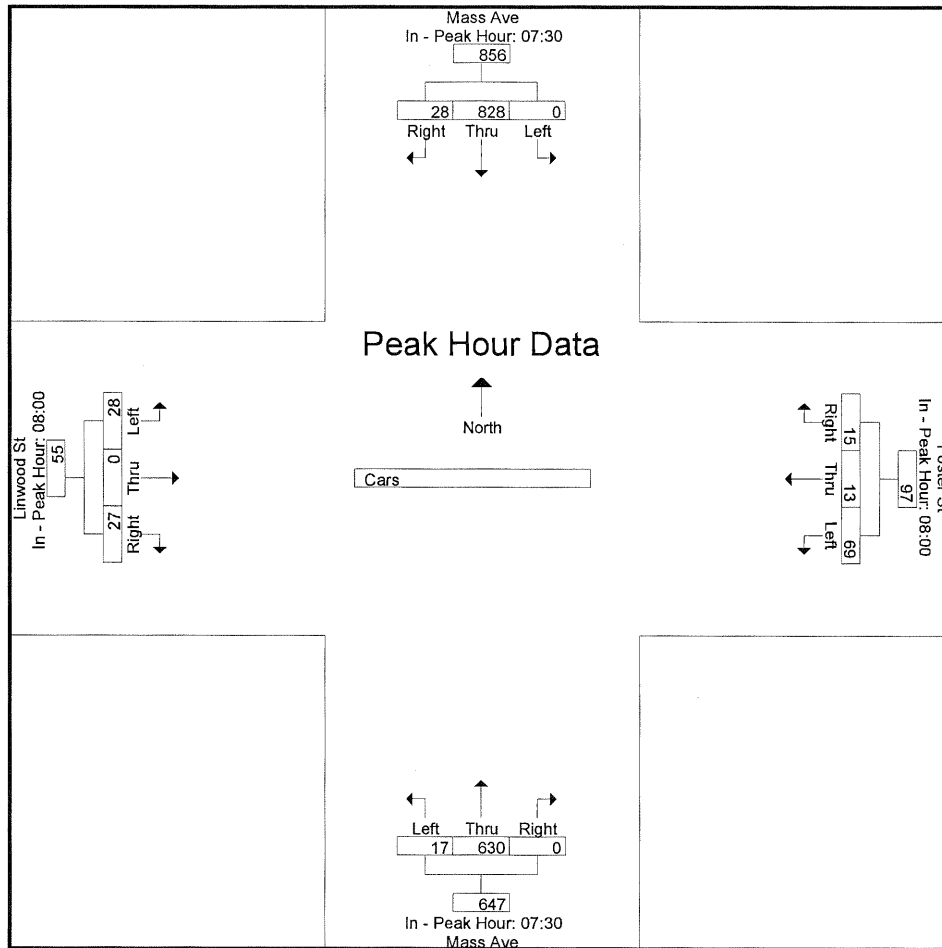 Mass Ave
In - Peak Hour: 07:30
856
28 828 0
Right Thru Left
Peak Hour Data
North
Cars
Linwood St
In - Peak Hour: 08:00
55
28 0 27
Left Thru Right
Foster St
In - Peak Hour: 08:00
97
15 13 69
Right Thru Left
Left Thru Right
17 630 0
647
In - Peak Hour: 07:30
Mass Ave